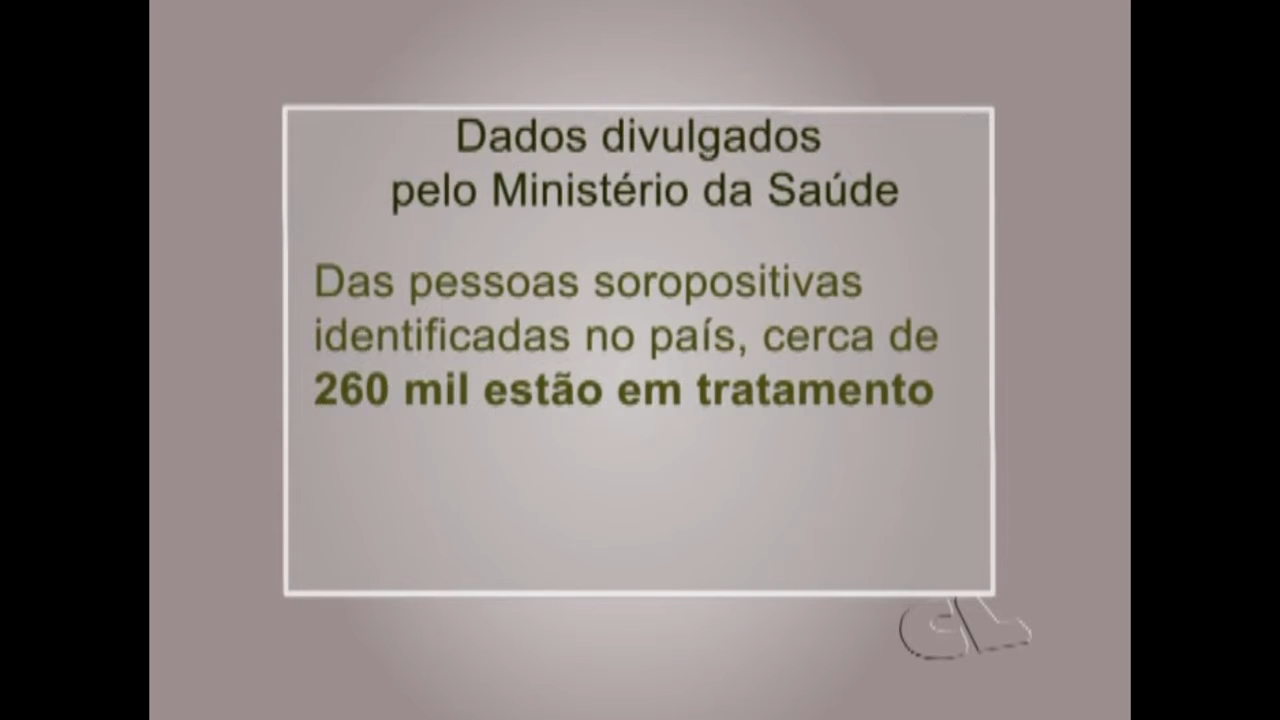 Dados divulgados
pelo Ministério da Saúde
Das pessoas soropositivas
identificadas no país, cerca de
260 mil estão em tratamento